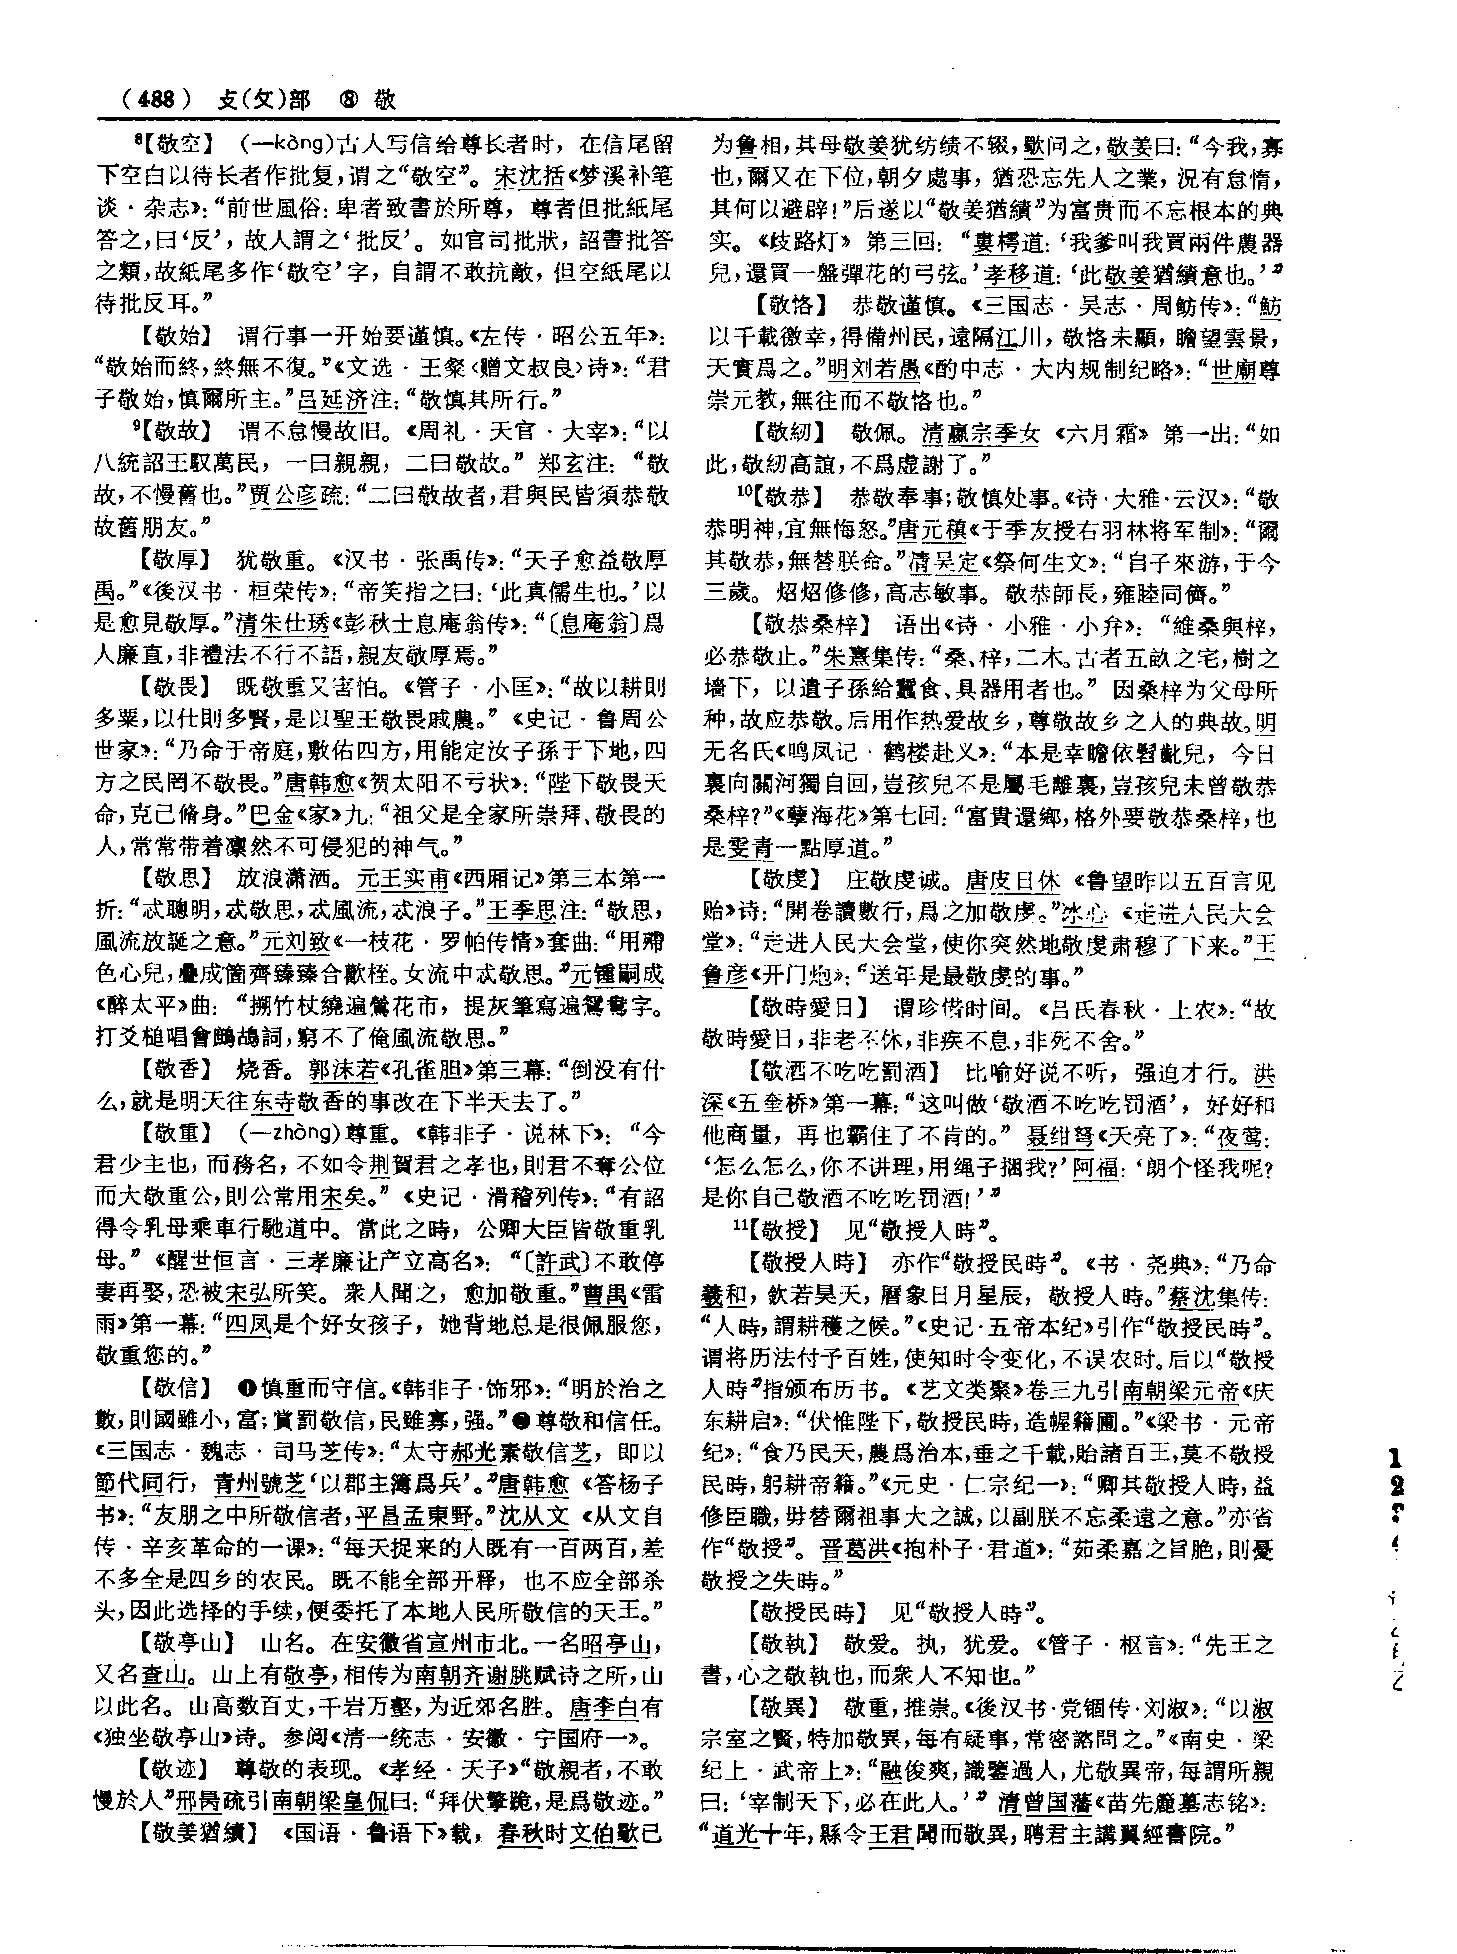 (488) 攴(攵)部 ⑧ 敬
⁸【敬空】 (—kòng)古人写信给尊长者时，在信尾留
下空白以待长者作批复，谓之“敬空”。宋沈括《梦溪补笔
谈·杂志》：“前世風俗：卑者致書於所尊，尊者但批紙尾
答之，曰‘反’，故人謂之‘批反’。如官司批狀，詔書批答
之類，故紙尾多作‘敬空’字，自謂不敢抗敵，但空紙尾以
待批反耳。”
【敬始】 谓行事一开始要谨慎。《左传·昭公五年》：
“敬始而終，終無不復。”《文选·王粲〈赠文叔良〉诗》：“君
子敬始，慎爾所主。”吕延济注：“敬慎其所行。”
⁹【敬故】 谓不怠慢故旧。《周礼·天官·大宰》：“以
八統詔王馭萬民，一曰親親，二曰敬故。”郑玄注：“敬
故，不慢舊也。”贾公彦疏：“二曰敬故者，君與民皆須恭敬
故舊朋友。”
【敬厚】 犹敬重。《汉书·张禹传》：“天子愈益敬厚
禹。”《後汉书·桓荣传》：“帝笑指之曰：‘此真儒生也。’以
是愈見敬厚。”清朱仕琇《彭秋士息庵翁传》：“〔息庵翁〕爲
人廉直，非禮法不行不語，親友敬厚焉。”
【敬畏】 既敬重又害怕。《管子·小匡》：“故以耕則
多粟，以仕則多賢，是以聖王敬畏戚農。”《史记·鲁周公
世家》：“乃命于帝庭，敷佑四方，用能定汝子孫于下地，四
方之民罔不敬畏。”唐韩愈《贺太阳不亏状》：“陛下敬畏天
命，克己脩身。”巴金《家》九：“祖父是全家所崇拜、敬畏的
人，常常带着凛然不可侵犯的神气。”
【敬思】 放浪潇洒。元王实甫《西厢记》第三本第一
折：“忒聰明，忒敬思，忒風流，忒浪子。”王季思注：“敬思，
風流放誕之意。”元刘致《一枝花·罗帕传情》套曲：“用殢
色心兒，疊成箇齊臻臻合歡桎。女流中忒敬思。”元锺嗣成
《醉太平》曲：“搠竹杖繞遍鶯花市，提灰筆寫遍鴛鴦字。
打爻槌唱會鷓鴣詞，窮不了俺風流敬思。”
【敬香】 烧香。郭沫若《孔雀胆》第三幕：“倒没有什
么，就是明天往东寺敬香的事改在下半天去了。”
【敬重】 (—zhòng)尊重。《韩非子·说林下》：“今
君少主也，而務名，不如令荆賀君之孝也，則君不奪公位
而大敬重公，則公常用宋矣。”《史记·滑稽列传》：“有詔
得令乳母乘車行馳道中。當此之時，公卿大臣皆敬重乳
母。”《醒世恒言·三孝廉让产立高名》：“〔許武〕不敢停
妻再娶，恐被宋弘所笑。衆人聞之，愈加敬重。”曹禺《雷
雨》第一幕：“四凤是个好女孩子，她背地总是很佩服您，
敬重您的。”
【敬信】 ❶慎重而守信。《韩非子·饰邪》：“明於治之
數，則國雖小，富；賞罰敬信，民雖寡，强。”❷尊敬和信任。
《三国志·魏志·司马芝传》：“太守郝光素敬信芝，即以
節代同行，青州號芝‘以郡主簿爲兵’。”唐韩愈《答杨子
书》：“友朋之中所敬信者，平昌孟東野。”沈从文《从文自
传·辛亥革命的一课》：“每天捉来的人既有一百两百，差
不多全是四乡的农民。既不能全部开释，也不应全部杀
头，因此选择的手续，便委托了本地人民所敬信的天王。”
【敬亭山】 山名。在安徽省宣州市北。一名昭亭山，
又名查山。山上有敬亭，相传为南朝齐谢朓赋诗之所，山
以此名。山高数百丈，千岩万壑，为近郊名胜。唐李白有
《独坐敬亭山》诗。参阅《清一统志·安徽·宁国府一》。
【敬迹】 尊敬的表现。《孝经·天子》“敬親者，不敢
慢於人”邢昺疏引南朝梁皇侃曰：“拜伏擎跪，是爲敬迹。”
【敬姜猶績】 《国语·鲁语下》载，春秋时文伯歜已
为鲁相，其母敬姜犹纺绩不辍，歜问之，敬姜曰：“今我，寡
也，爾又在下位，朝夕處事，猶恐忘先人之業，況有怠惰，
其何以避辟！”后遂以“敬姜猶績”为富贵而不忘根本的典
实。《歧路灯》第三回：“婁樗道：‘我爹叫我買兩件農器
兒，還買一盤彈花的弓弦。’孝移道：‘此敬姜猶績意也。’”
【敬恪】 恭敬谨慎。《三国志·吴志·周鲂传》：“魴
以千載徼幸，得備州民，遠隔江川，敬恪未顯，瞻望雲景，
天實爲之。”明刘若愚《酌中志·大内规制纪略》：“世廟尊
崇元教，無往而不敬恪也。”
【敬紉】 敬佩。清嬴宗季女《六月霜》第一出：“如
此，敬紉高誼，不爲虛謝了。”
¹⁰【敬恭】 恭敬奉事；敬慎处事。《诗·大雅·云汉》：“敬
恭明神，宜無悔怒。”唐元稹《于季友授右羽林将军制》：“爾
其敬恭，無替朕命。”清吴定《祭何生文》：“自子來游，于今
三歲。炤炤修修，高志敏事。敬恭師長，雍睦同儕。”
【敬恭桑梓】 语出《诗·小雅·小弁》：“維桑與梓，
必恭敬止。”朱熹集传：“桑、梓，二木。古者五畝之宅，樹之
墻下，以遺子孫給蠶食、具器用者也。”因桑梓为父母所
种，故应恭敬。后用作热爱故乡，尊敬故乡之人的典故。明
无名氏《鸣凤记·鹤楼赴义》：“本是幸瞻依髫齔兒，今日
裏向關河獨自回，豈孩兒不是屬毛離裏，豈孩兒未曾敬恭
桑梓？”《孽海花》第七回：“富貴還鄉，格外要敬恭桑梓，也
是雯青一點厚道。”
【敬虔】 庄敬虔诚。唐皮日休《鲁望昨以五百言见
贻》诗：“開卷讀數行，爲之加敬虔。”冰心《走进人民大会
堂》：“走进人民大会堂，使你突然地敬虔肃穆了下来。”王
鲁彦《开门炮》：“送年是最敬虔的事。”
【敬時愛日】 谓珍惜时间。《吕氏春秋·上农》：“故
敬時愛日，非老不休，非疾不息，非死不舍。”
【敬酒不吃吃罰酒】 比喻好说不听，强迫才行。洪
深《五奎桥》第一幕：“这叫做‘敬酒不吃吃罚酒’，好好和
他商量，再也霸住了不肯的。”聂绀弩《天亮了》：“夜莺：
‘怎么怎么，你不讲理，用绳子捆我？’阿福：‘朗个怪我呢？
是你自己敬酒不吃吃罚酒！’”
¹¹【敬授】 见“敬授人時”。
【敬授人時】 亦作“敬授民時”。《书·尧典》：“乃命
羲和，欽若昊天，曆象日月星辰，敬授人時。”蔡沈集传：
“人時，謂耕穫之候。”《史记·五帝本纪》引作“敬授民時”。
谓将历法付予百姓，使知时令变化，不误农时。后以“敬授
人時”指颁布历书。《艺文类聚》卷三九引南朝梁元帝《庆
东耕启》：“伏惟陛下，敬授民時，造幄籍圃。”《梁书·元帝
纪》：“食乃民天，農爲治本，垂之千載，貽諸百王，莫不敬授
民時，躬耕帝籍。”《元史·仁宗纪一》：“卿其敬授人時，益
修臣職，毋替爾祖事大之誠，以副朕不忘柔遠之意。”亦省
作“敬授”。晋葛洪《抱朴子·君道》：“茹柔嘉之旨脆，則憂
敬授之失時。”
【敬授民時】 见“敬授人時”。
【敬執】 敬爱。执，犹爱。《管子·枢言》：“先王之
書，心之敬執也，而衆人不知也。”
【敬異】 敬重，推崇。《後汉书·党锢传·刘淑》：“以淑
宗室之賢，特加敬異，每有疑事，常密諮問之。”《南史·梁
纪上·武帝上》：“融俊爽，識鑒過人，尤敬異帝，每謂所親
曰：‘宰制天下，必在此人。’”清曾国藩《苗先簏墓志铭》：
“道光十年，縣令王君聞而敬異，聘君主講翼經書院。”